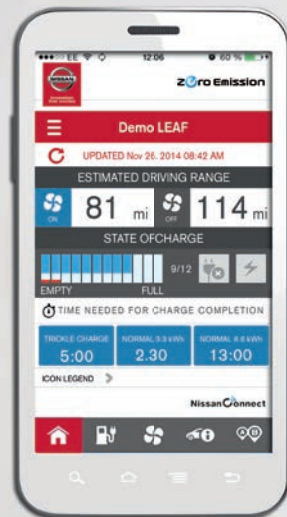 EE 12:06 60 %
NISSAN
Zero Emission
Demo LEAF
UPDATED Nov 26. 2014 08:42 AM
ESTIMATED DRIVING RANGE
ON 81 mi OFF 114 mi
STATE OFCHARGE
9/12
EMPTY FULL
TIME NEEDED FOR CHARGE COMPLETION
TRICKLE CHARGE NORMAL 3.3 kWh NORMAL 6.6 kWh
5:00 2.30 13:00
ICON LEGEND
NissanConnect